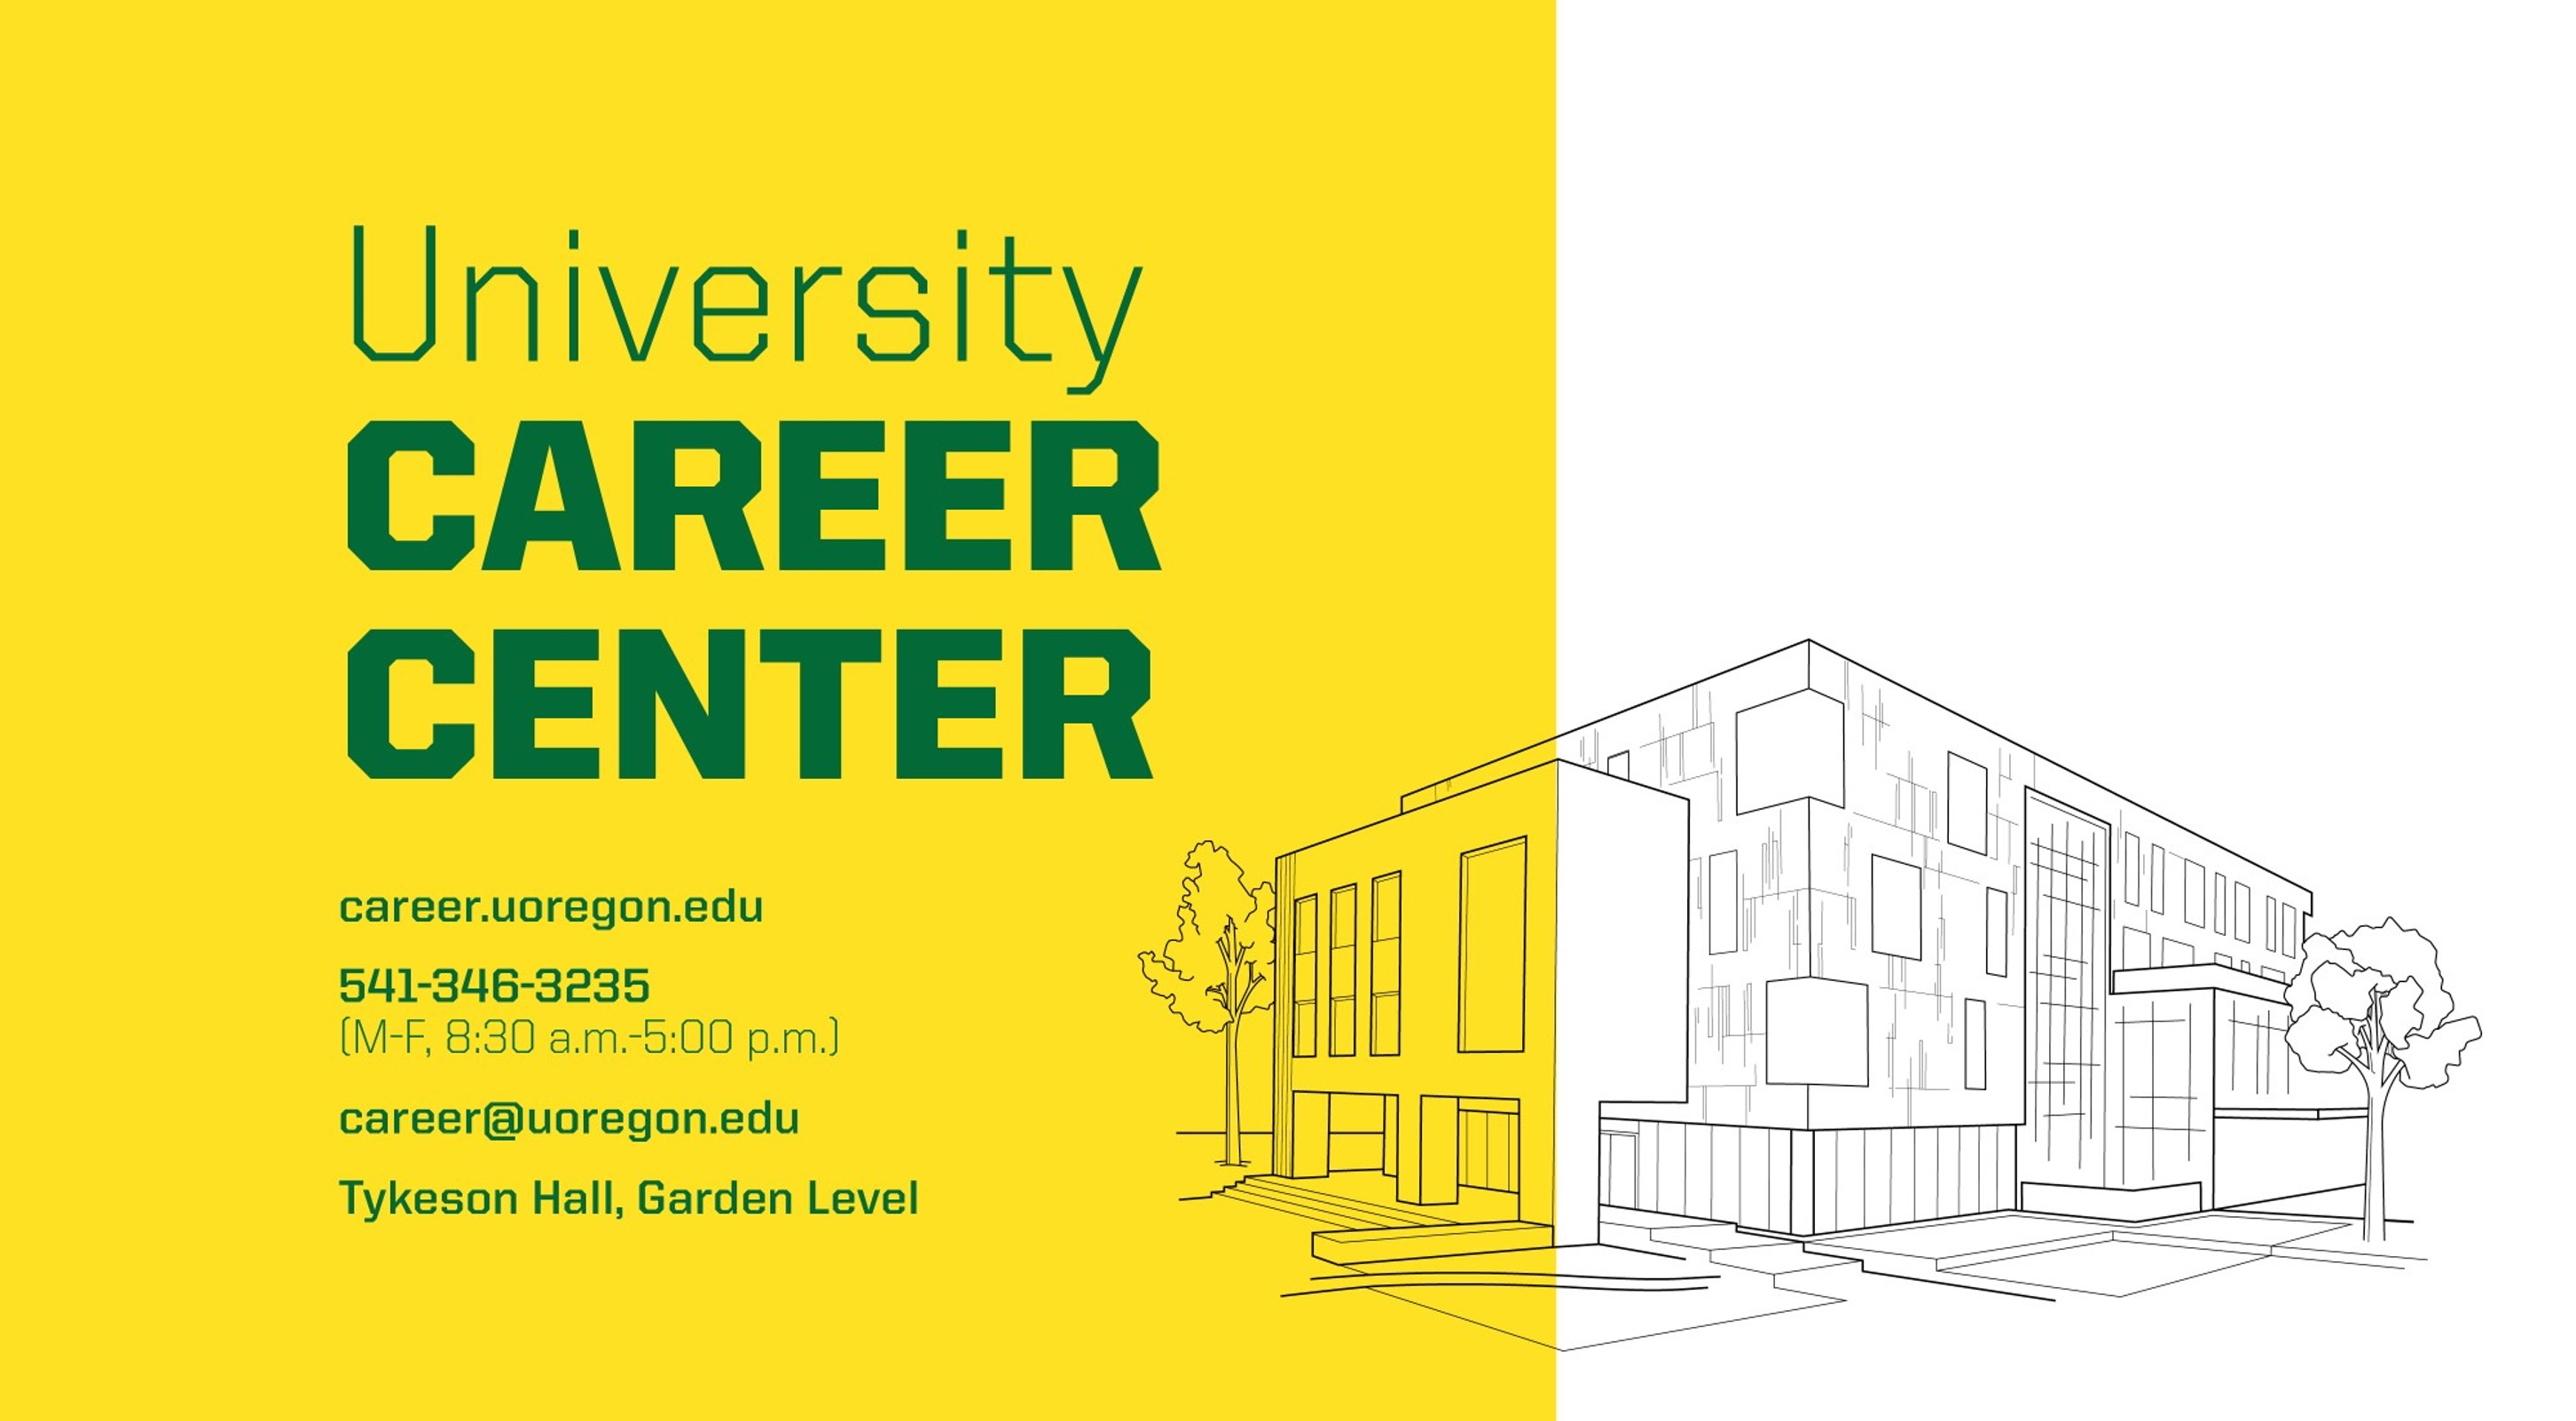 University
CAREER
CENTER
career.uoregon.edu
541-346-3235
(M-F, 8:30 a.m.-5:00 p.m.)
career@uoregon.edu
Tykeson Hall, Garden Level